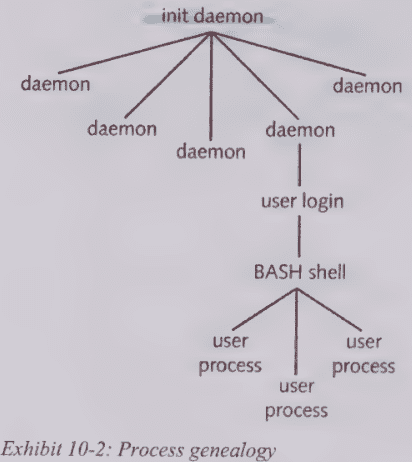 init daemon
daemon
daemon
daemon
daemon
daemon
user login
BASH shell
user
process
user
process
user
process
Exhibit 10-2: Process genealogy